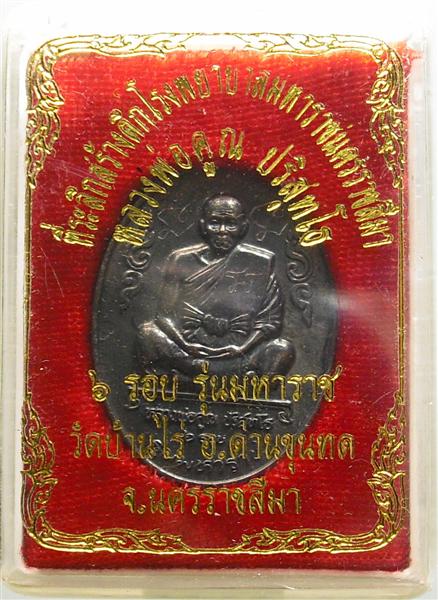 ที่ระลึกสร้างตึกโรงพยาบาลมหาราชนครราชสีมา
หลวงพ่อคูณ ปริสุทโธ
๖ รอบ รุ่นมหาราช
วัดบ้านไร่ อ.ด่านขุนทด
จ.นครราชสีมา